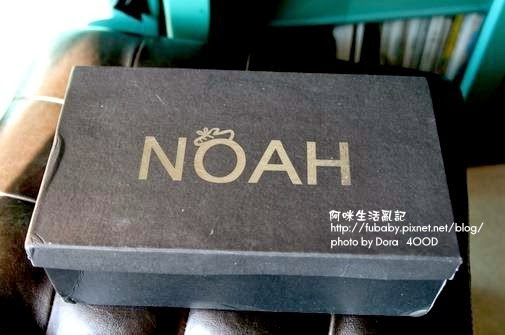 NOAH
阿咪生活亂記
http://fubaby.pixnet.net/blog/
photo by Dora 4OOD